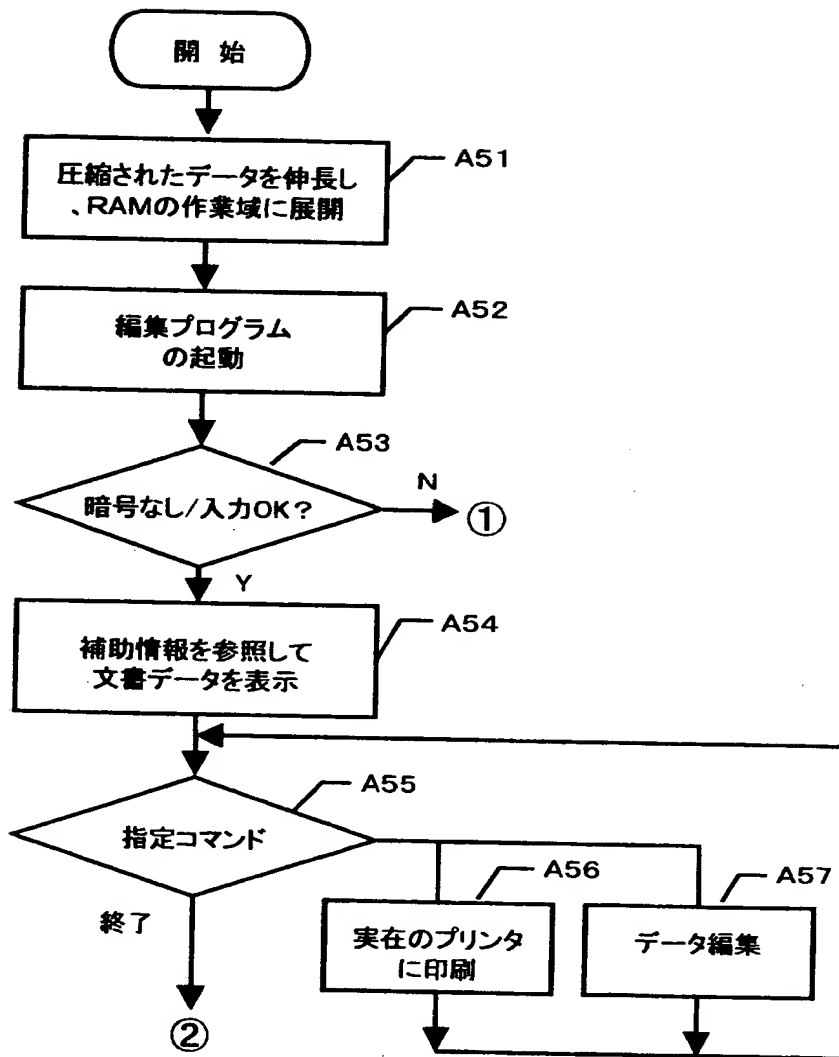 開 始
A51
圧縮されたデータを伸長し
、RAMの作業域に展開
A52
編集プログラム
の起動
A53
暗号なし/入力OK?
N
①
Y
A54
補助情報を参照して
文書データを表示
A55
指定コマンド
A56
実在のプリンタ
に印刷
A57
データ編集
終了
②